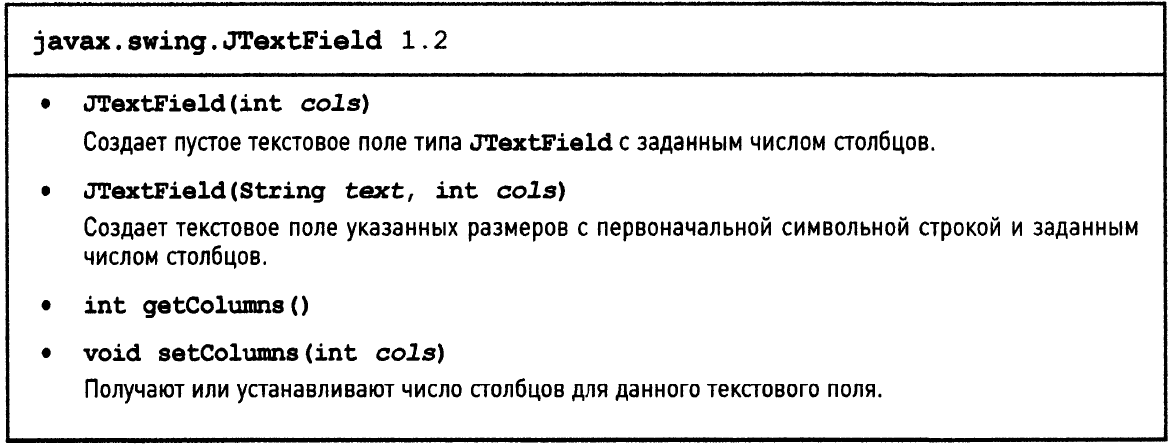 javax.swing.JTextField 1.2
• JTextField(int cols)
Создает пустое текстовое поле типа JTextField с заданным числом столбцов.
• JTextField(String text, int cols)
Создает текстовое поле указанных размеров с первоначальной символьной строкой и заданным
числом столбцов.
• int getColumns()
• void setColumns(int cols)
Получают или устанавливают число столбцов для данного текстового поля.